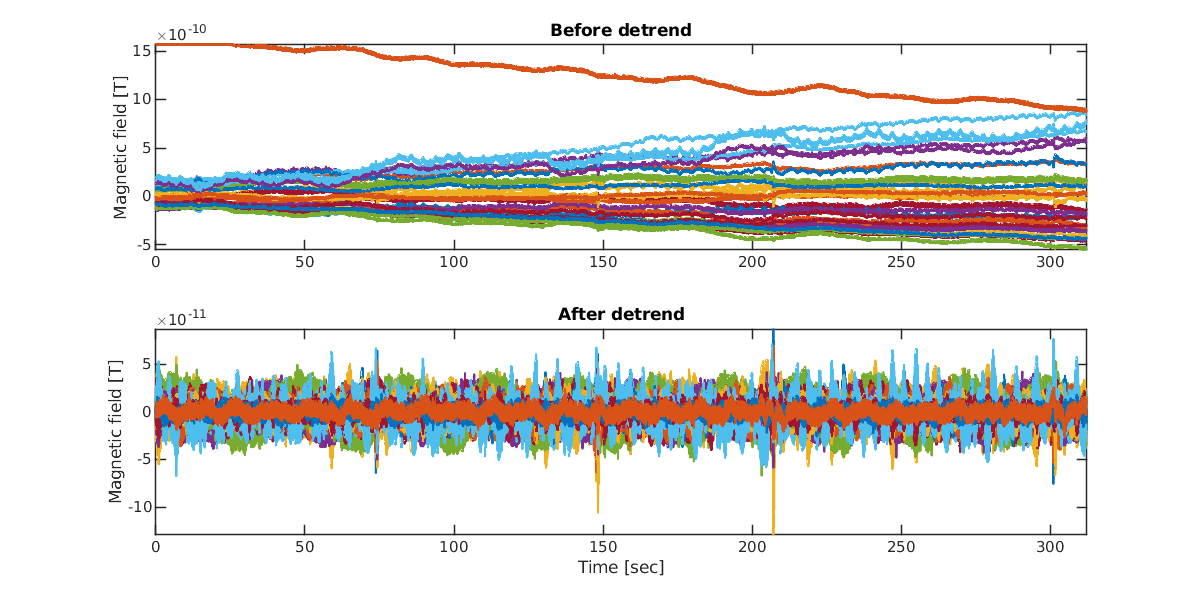 Before detrend
×10-10
15
10
5
0
-5
Magnetic field [T]
0 50 100 150 200 250 300
After detrend
×10-11
5
0
-5
-10
Magnetic field [T]
0 50 100 150 200 250 300
Time [sec]